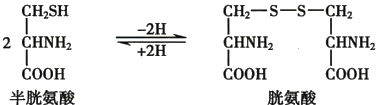 CH₂SH −2H CH₂—S—S—CH₂
2 CHNH₂ +2H CHNH₂ CHNH₂
COOH COOH COOH
半胱氨酸 胱氨酸